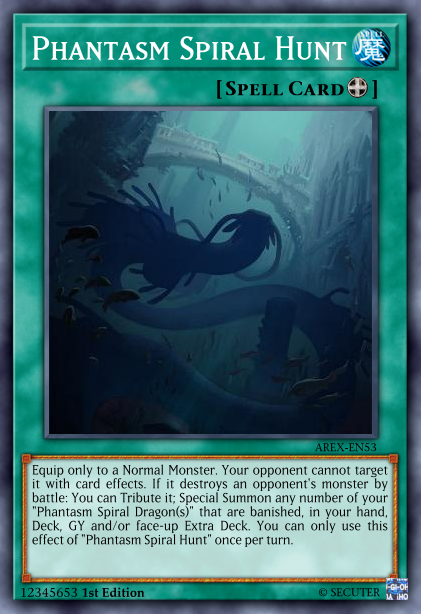 PHANTASM SPIRAL HUNT 魔
[SPELL CARD]
AREX-EN53
Equip only to a Normal Monster. Your opponent cannot target
it with card effects. If it destroys an opponent's monster by
battle: You can Tribute it; Special Summon any number of your
"Phantasm Spiral Dragon(s)" that are banished, in your hand,
Deck, GY and/or face-up Extra Deck. You can only use this
effect of "Phantasm Spiral Hunt" once per turn.
12345653 1st Edition © SECUTER